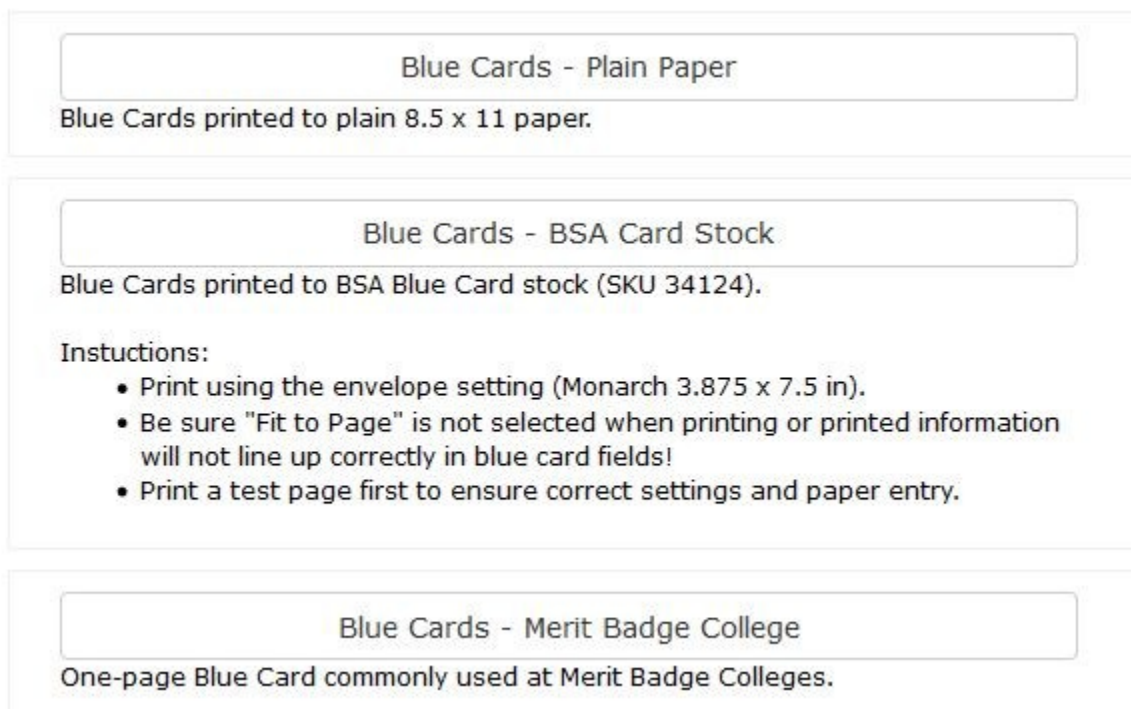 Blue Cards - Plain Paper
Blue Cards printed to plain 8.5 x 11 paper.
Blue Cards - BSA Card Stock
Blue Cards printed to BSA Blue Card stock (SKU 34124).
Instuctions:
• Print using the envelope setting (Monarch 3.875 x 7.5 in).
• Be sure "Fit to Page" is not selected when printing or printed information
will not line up correctly in blue card fields!
• Print a test page first to ensure correct settings and paper entry.
Blue Cards - Merit Badge College
One-page Blue Card commonly used at Merit Badge Colleges.